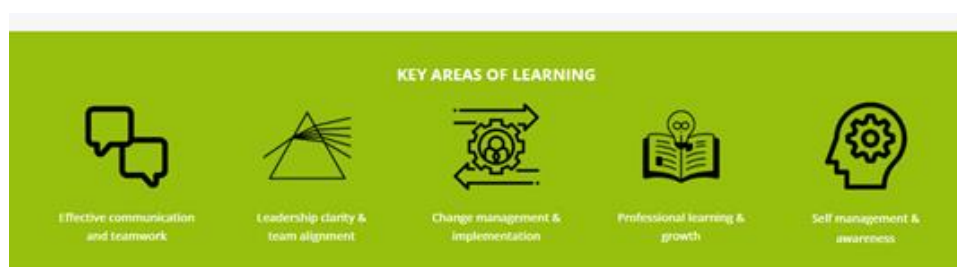 KEY AREAS OF LEARNING
Effective communication
and teamwork
Leadership clarity &
team alignment
Change management &
implementation
Professional learning &
growth
Self management &
awareness